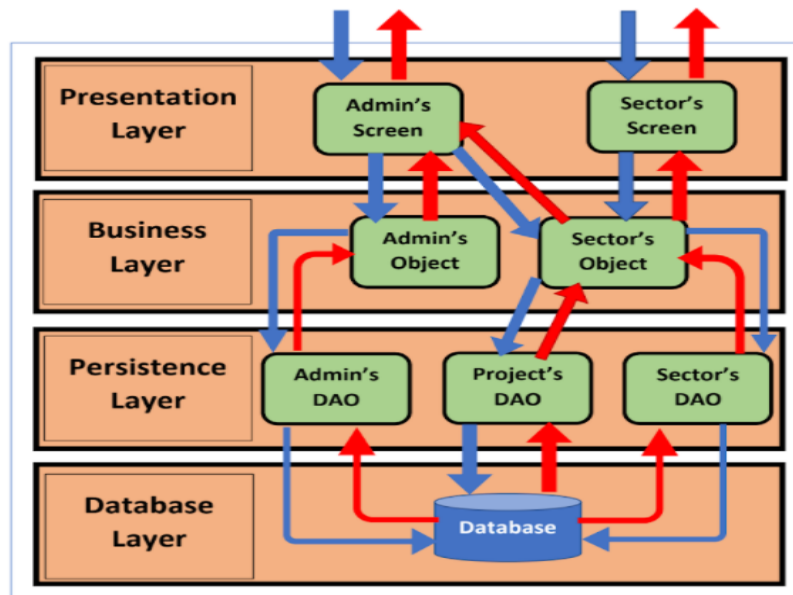 Presentation
Layer
Admin's
Screen
Sector's
Screen
Business
Layer
Admin's
Object
Sector's
Object
Persistence
Layer
Admin's
DAO
Project's
DAO
Sector's
DAO
Database
Layer
Database